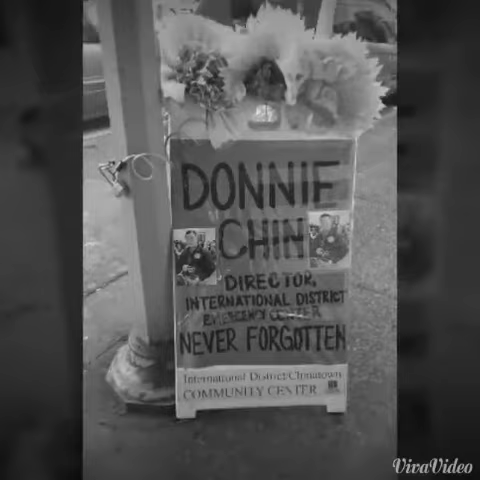 DONNIE
CHIN
DIRECTOR,
INTERNATIONAL DISTRICT
EMERGENCY CENTER
NEVER FORGOTTEN
International District/Chinatown
COMMUNITY CENTER
VivaVideo